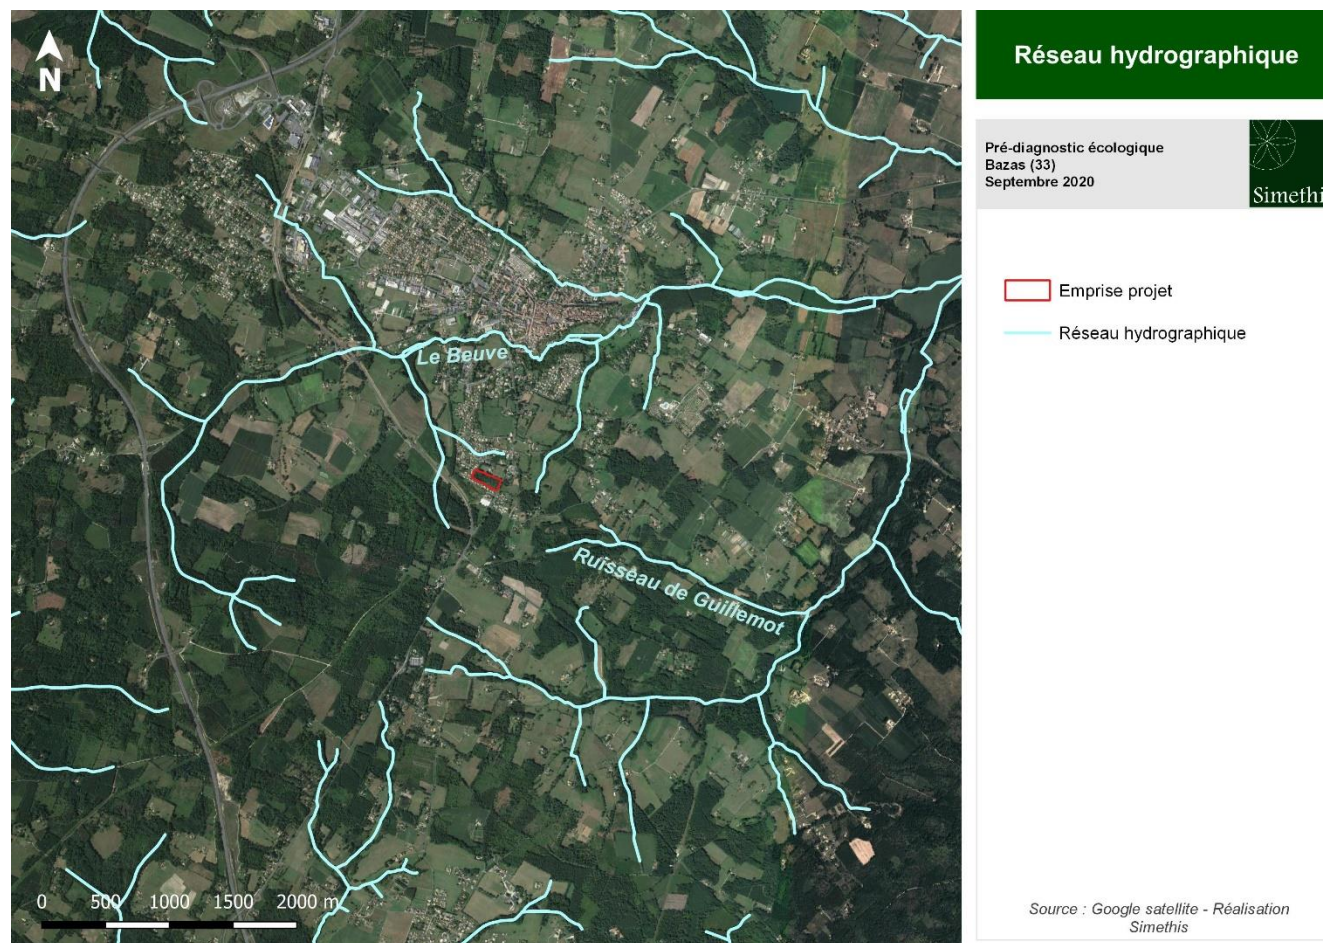 N
Le Beuve
Ruisseau de Guillemot
0 500 1000 1500 2000 m
Réseau hydrographique
Pré-diagnostic écologique
Bazas (33)
Septembre 2020
Simethi
Emprise projet
Réseau hydrographique
Source : Google satellite - Réalisation
Simethis